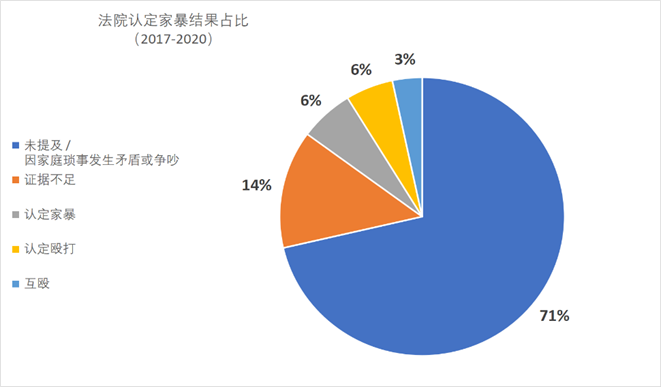 法院认定家暴结果占比
（2017-2020）
未提及 /
因家庭琐事发生矛盾或争吵
证据不足
认定家暴
认定殴打
互殴
3%
6%
6%
14%
71%